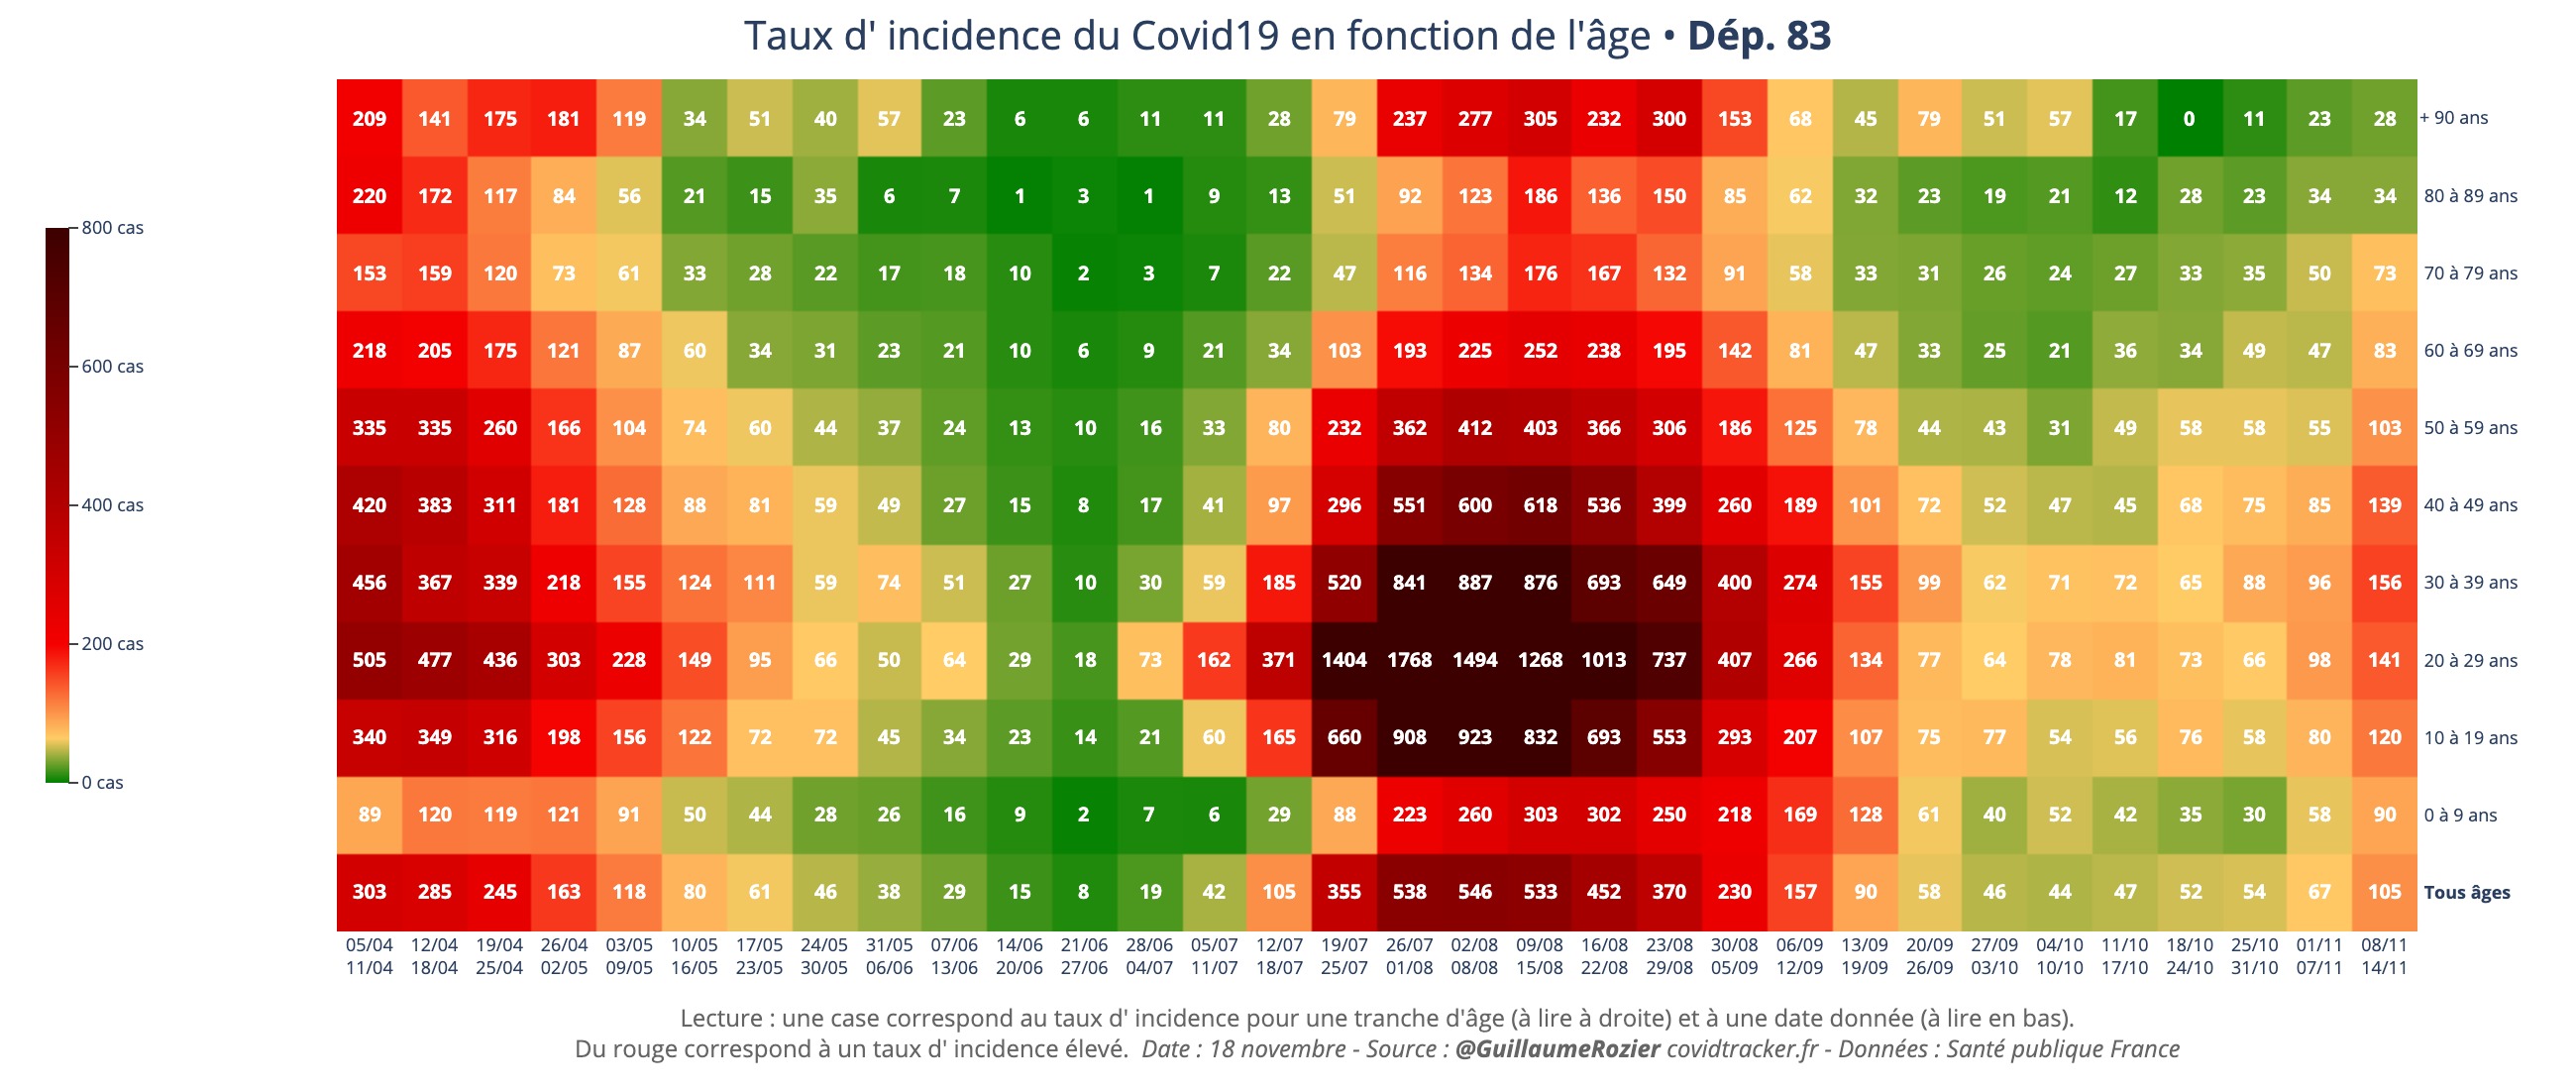 Taux d' incidence du Covid19 en fonction de l'âge • Dép. 83
209 141 175 181 119 34 51 40 57 23 6 6 11 11 28 79 237 277 305 232 300 153 68 45 79 51 57 17 0 11 23 28 + 90 ans
220 172 117 84 56 21 15 35 6 7 1 3 1 9 13 51 92 123 186 136 150 85 62 32 23 19 21 12 28 23 34 34 80 à 89 ans
800 cas
153 159 120 73 61 33 28 22 17 18 10 2 3 7 22 47 116 134 176 167 132 91 58 33 31 26 24 27 33 35 50 73 70 à 79 ans
218 205 175 121 87 60 34 31 23 21 10 6 9 21 34 103 193 225 252 238 195 142 81 47 33 25 21 36 34 49 47 83 60 à 69 ans
600 cas
335 335 260 166 104 74 60 44 37 24 13 10 16 33 80 232 362 412 403 366 306 186 125 78 44 43 31 49 58 58 55 103 50 à 59 ans
400 cas
420 383 311 181 128 88 81 59 49 27 15 8 17 41 97 296 551 600 618 536 399 260 189 101 72 52 47 45 68 75 85 139 40 à 49 ans
456 367 339 218 155 124 111 59 74 51 27 10 30 59 185 520 841 887 876 693 649 400 274 155 99 62 71 72 65 88 96 156 30 à 39 ans
200 cas
505 477 436 303 228 149 95 66 50 64 29 18 73 162 371 1404 1768 1494 1268 1013 737 407 266 134 77 64 78 81 73 66 98 141 20 à 29 ans
340 349 316 198 156 122 72 72 45 34 23 14 21 60 165 660 908 923 832 693 553 293 207 107 75 77 54 56 76 58 80 120 10 à 19 ans
0 cas
89 120 119 121 91 50 44 28 26 16 9 2 7 6 29 88 223 260 303 302 250 218 169 128 61 40 52 42 35 30 58 90 0 à 9 ans
303 285 245 163 118 80 61 46 38 29 15 8 19 42 105 355 538 546 533 452 370 230 157 90 58 46 44 47 52 54 67 105 Tous âges
05/04 12/04 19/04 26/04 03/05 10/05 17/05 24/05 31/05 07/06 14/06 21/06 28/06 05/07 12/07 19/07 26/07 02/08 09/08 16/08 23/08 30/08 06/09 13/09 20/09 27/09 04/10 11/10 18/10 25/10 01/11 08/11
11/04 18/04 25/04 02/05 09/05 16/05 23/05 30/05 06/06 13/06 20/06 27/06 04/07 11/07 18/07 25/07 01/08 08/08 15/08 22/08 29/08 05/09 12/09 19/09 26/09 03/10 10/10 17/10 24/10 31/10 07/11 14/11
Lecture : une case correspond au taux d' incidence pour une tranche d'âge (à lire à droite) et à une date donnée (à lire en bas).
Du rouge correspond à un taux d' incidence élevé. Date : 18 novembre - Source : @GuillaumeRozier covidtracker.fr - Données : Santé publique France